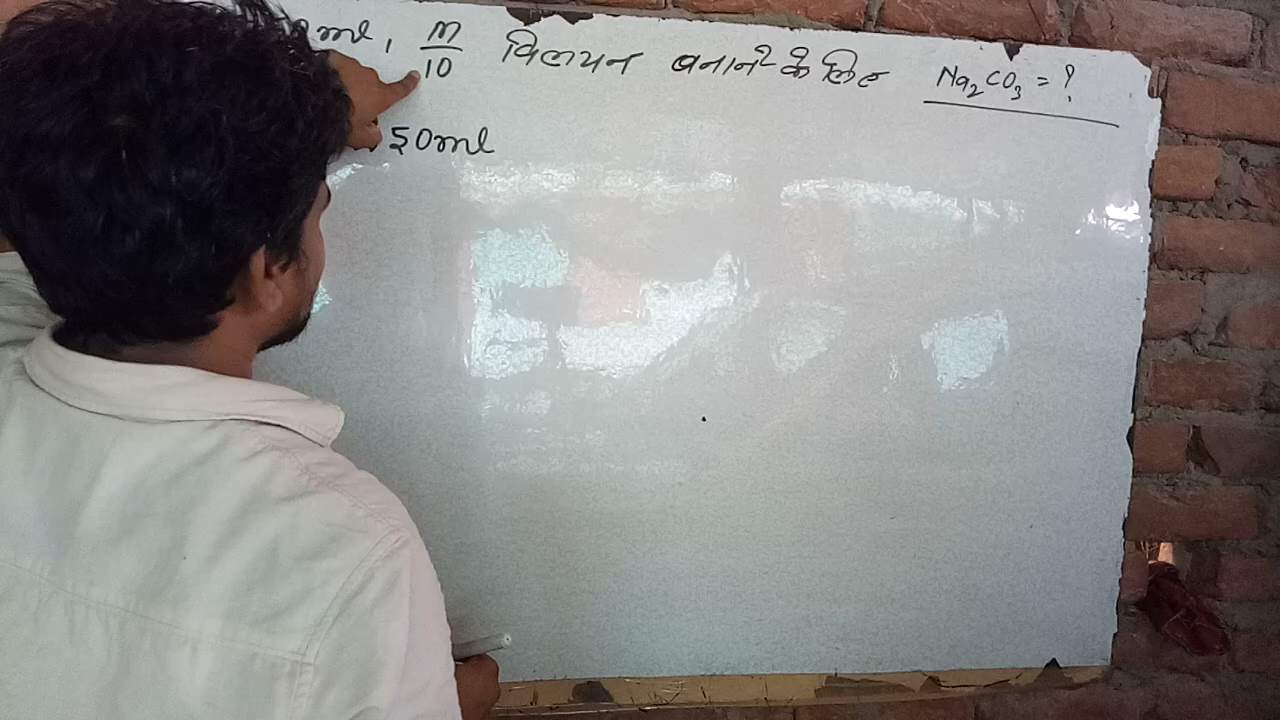 ml, M/10 विलयन बनाने के लिए Na₂CO₃ = ?
50ml